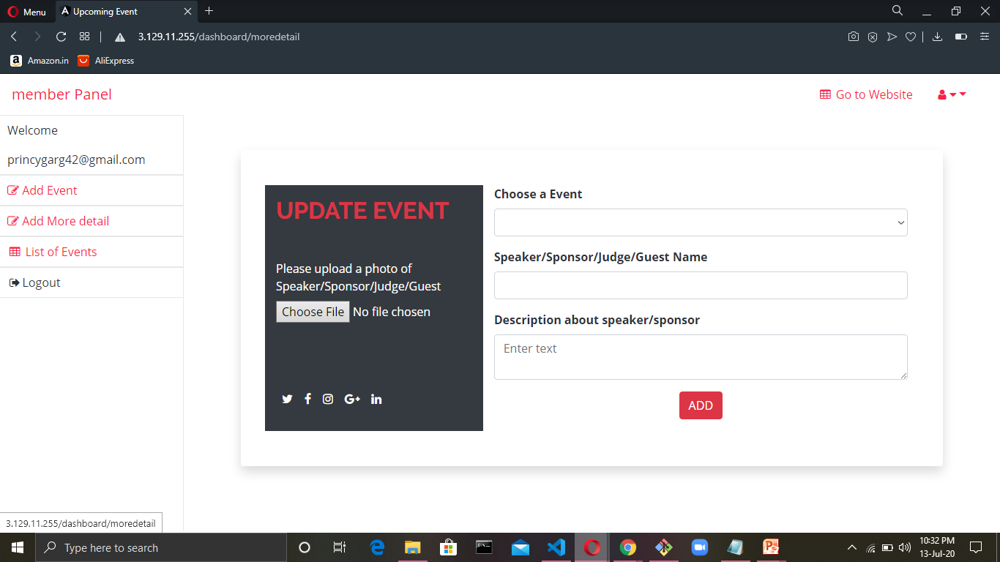 Menu
Upcoming Event
3.129.11.255/dashboard/moredetail
Amazon.in
AliExpress
member Panel
Go to Website
Welcome
princygarg42@gmail.com
Add Event
Add More detail
List of Events
Logout
UPDATE EVENT
Please upload a photo of
Speaker/Sponsor/Judge/Guest
Choose File No file chosen
Choose a Event
Speaker/Sponsor/Judge/Guest Name
Description about speaker/sponsor
Enter text
ADD
3.129.11.255/dashboard/moredetail
Type here to search
10:32 PM
13-Jul-20